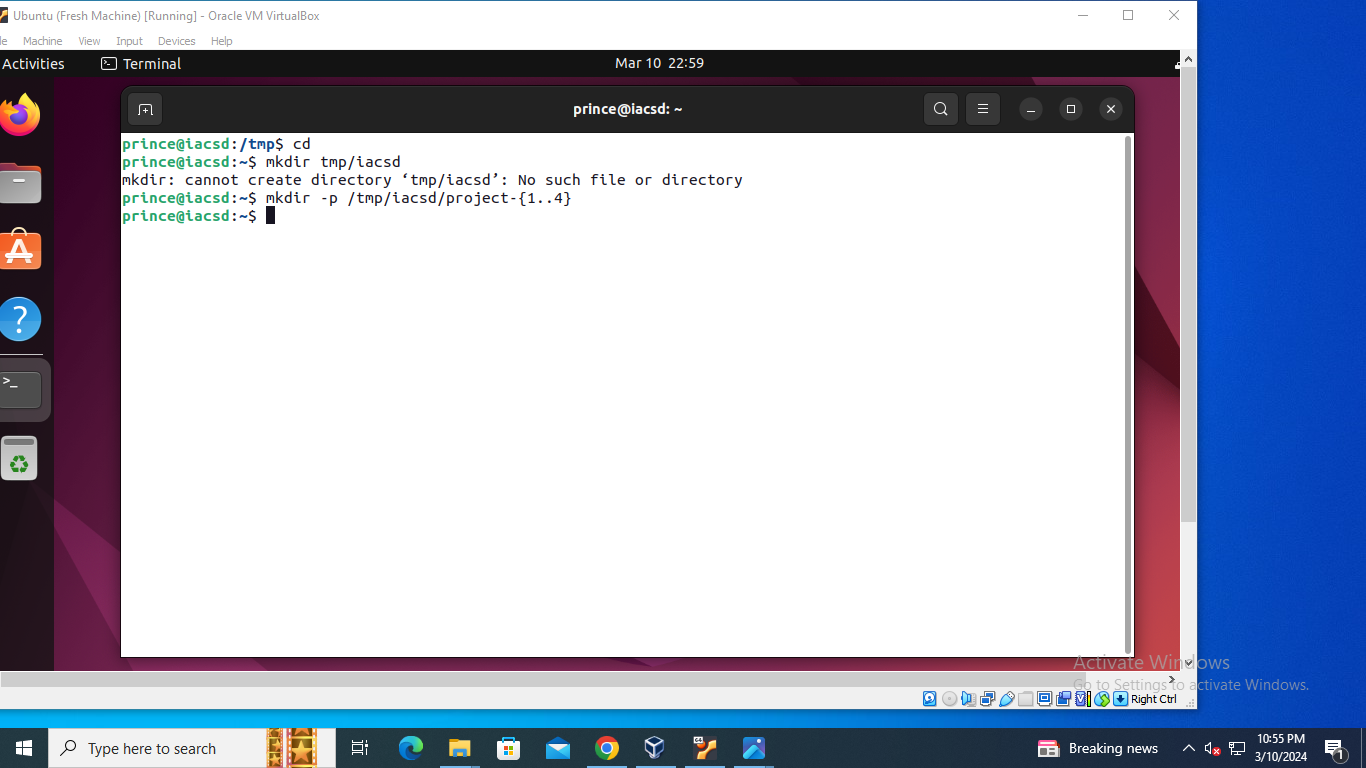 Ubuntu (Fresh Machine) [Running] - Oracle VM VirtualBox
le Machine View Input Devices Help
Activities Terminal Mar 10 22:59
prince@iacsd: ~
prince@iacsd:/tmp$ cd
prince@iacsd:~$ mkdir tmp/iacsd
mkdir: cannot create directory ‘tmp/iacsd’: No such file or directory
prince@iacsd:~$ mkdir -p /tmp/iacsd/project-{1..4}
prince@iacsd:~$
Activate Windows
Go to Settings to activate Windows.
Right Ctrl
Type here to search
Breaking news
10:55 PM
3/10/2024
1